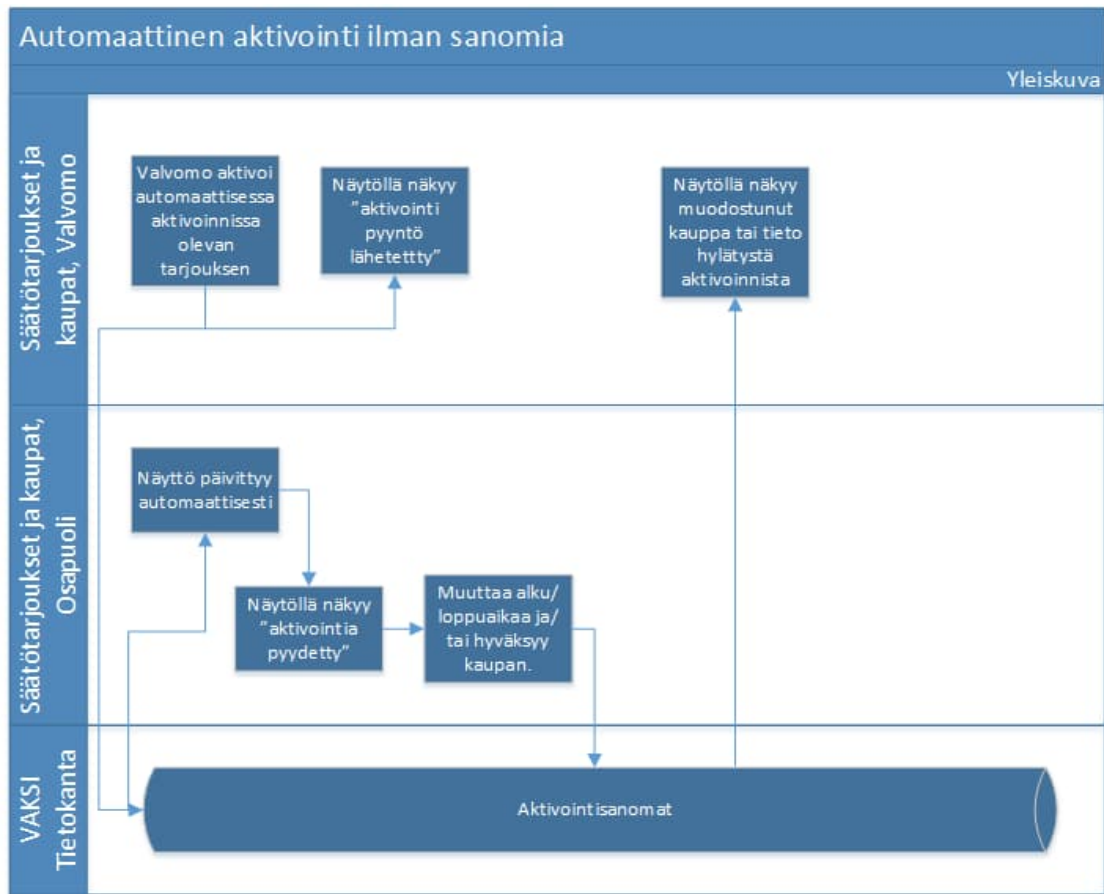 Automaattinen aktivointi ilman sanomia
Yleiskuva
Säätötarjoukset ja
kaupat, Valvomo
Valvomo aktivoi
automaattisessa
aktivoinnissa
olevan
tarjouksen
Näytöllä näkyy
”aktivointi
pyyntö
lähetettty”
Näytöllä näkyy
muodostunut
kauppa tai tieto
hylätystä
aktivoinnista
Säätötarjoukset ja kaupat,
Osapuoli
Näyttö päivittyy
automaattisesti
Näytöllä näkyy
”aktivointia
pyydetty”
Muuttaa alku/
loppuaikaa ja/
tai hyväksyy
kaupan.
VAKSI
Tietokanta
Aktivointisanomat